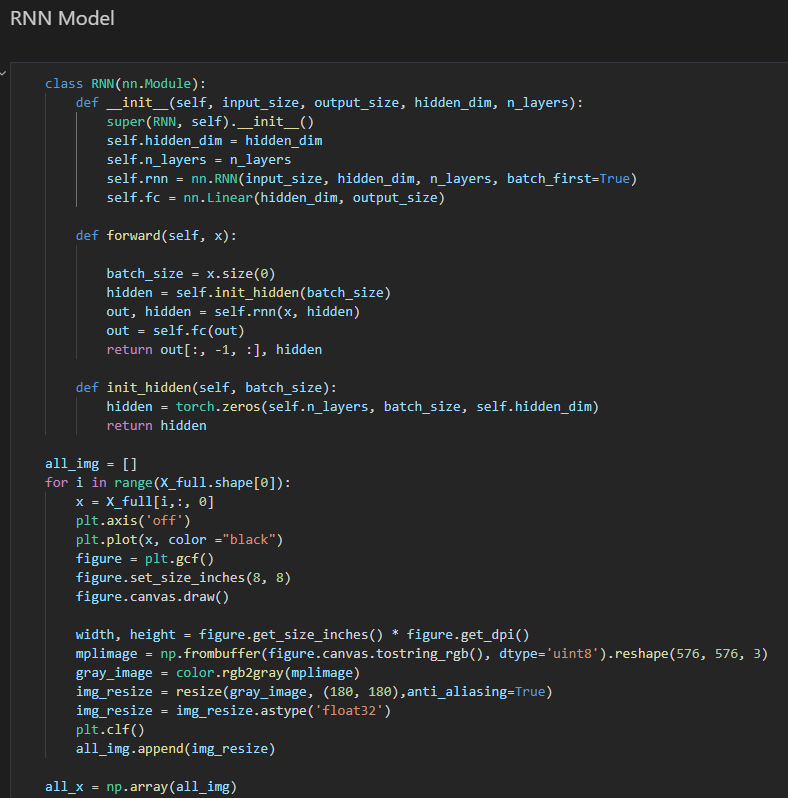 RNN Model
class RNN(nn.Module):
    def __init__(self, input_size, output_size, hidden_dim, n_layers):
        super(RNN, self).__init__()
        self.hidden_dim = hidden_dim
        self.n_layers = n_layers
        self.rnn = nn.RNN(input_size, hidden_dim, n_layers, batch_first=True)
        self.fc = nn.Linear(hidden_dim, output_size)
    def forward(self, x):
        batch_size = x.size(0)
        hidden = self.init_hidden(batch_size)
        out, hidden = self.rnn(x, hidden)
        out = self.fc(out)
        return out[:, -1, :], hidden
    def init_hidden(self, batch_size):
        hidden = torch.zeros(self.n_layers, batch_size, self.hidden_dim)
        return hidden
all_img = []
for i in range(X_full.shape[0]):
    x = X_full[i,:, 0]
    plt.axis('off')
    plt.plot(x, color ="black")
    figure = plt.gcf()
    figure.set_size_inches(8, 8)
    figure.canvas.draw()
    width, height = figure.get_size_inches() * figure.get_dpi()
    mplimage = np.frombuffer(figure.canvas.tostring_rgb(), dtype='uint8').reshape(576, 576, 3)
    gray_image = color.rgb2gray(mplimage)
    img_resize = resize(gray_image, (180, 180),anti_aliasing=True)
    img_resize = img_resize.astype('float32')
    plt.clf()
    all_img.append(img_resize)
all_x = np.array(all_img)